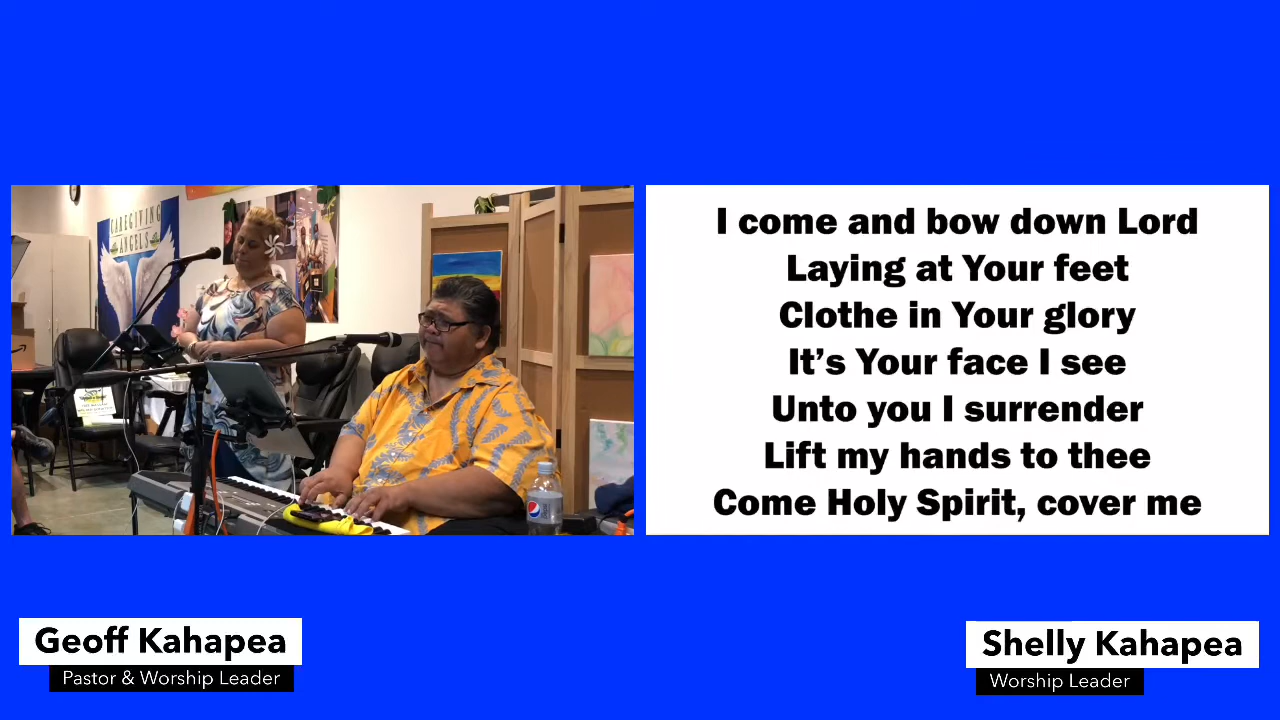 CAREGIVING
ANGELS
I come and bow down Lord
Laying at Your feet
Clothe in Your glory
It's Your face I see
Unto you I surrender
Lift my hands to thee
Come Holy Spirit, cover me
Geoff Kahapea
Pastor & Worship Leader
Shelly Kahapea
Worship Leader